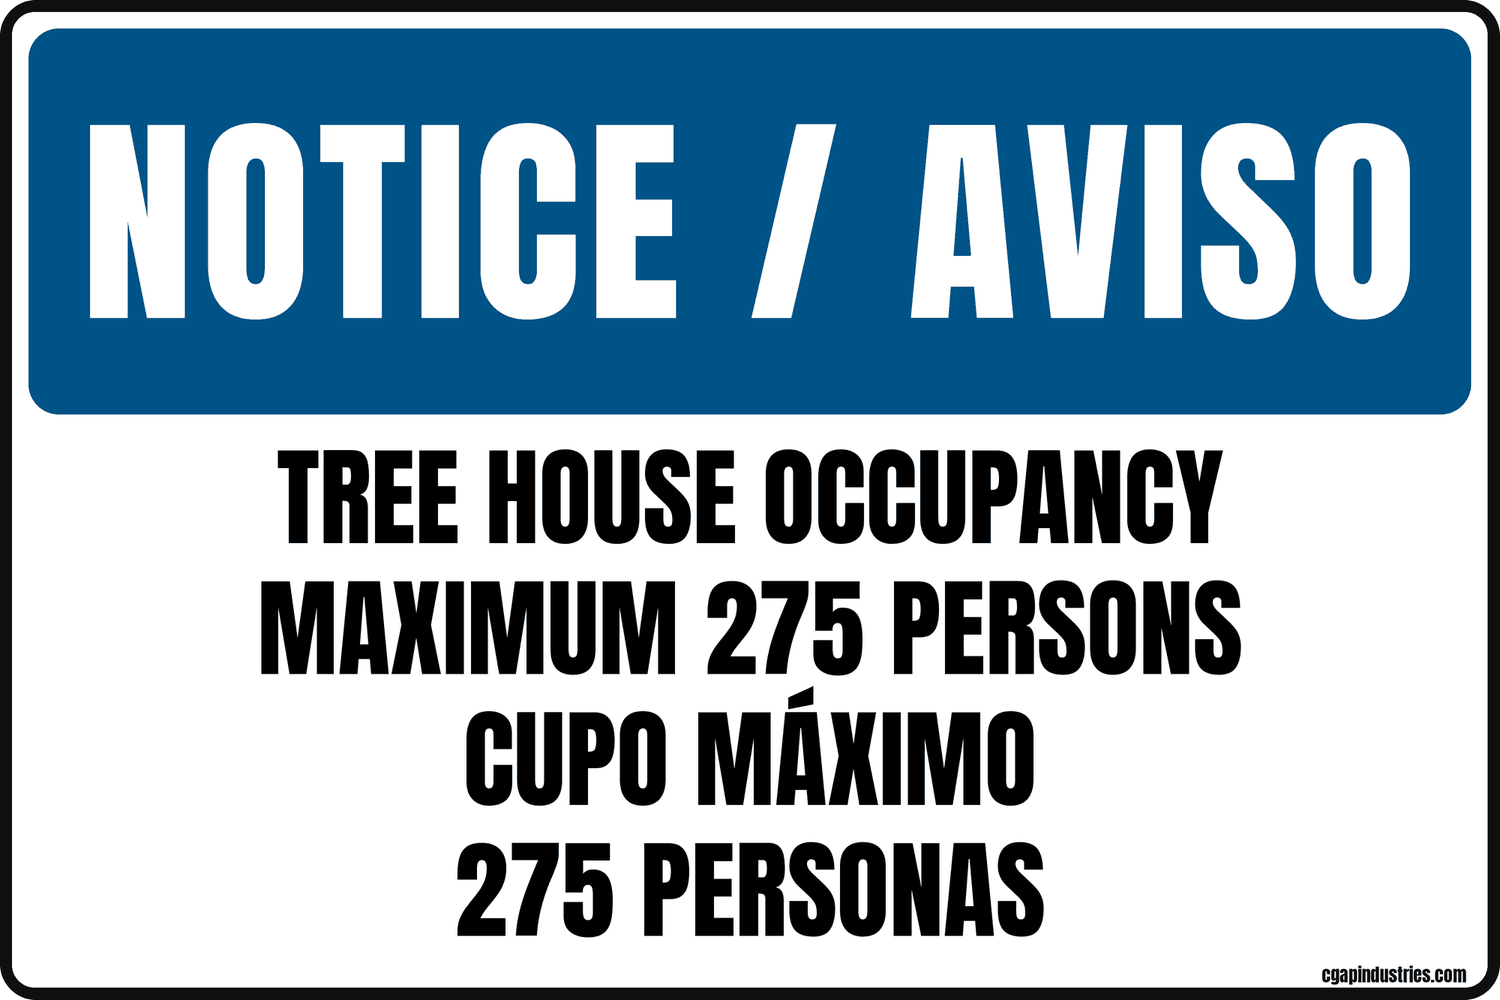 NOTICE / AVISO
TREE HOUSE OCCUPANCY
MAXIMUM 275 PERSONS
CUPO MÁXIMO
275 PERSONAS
cgapindustries.com